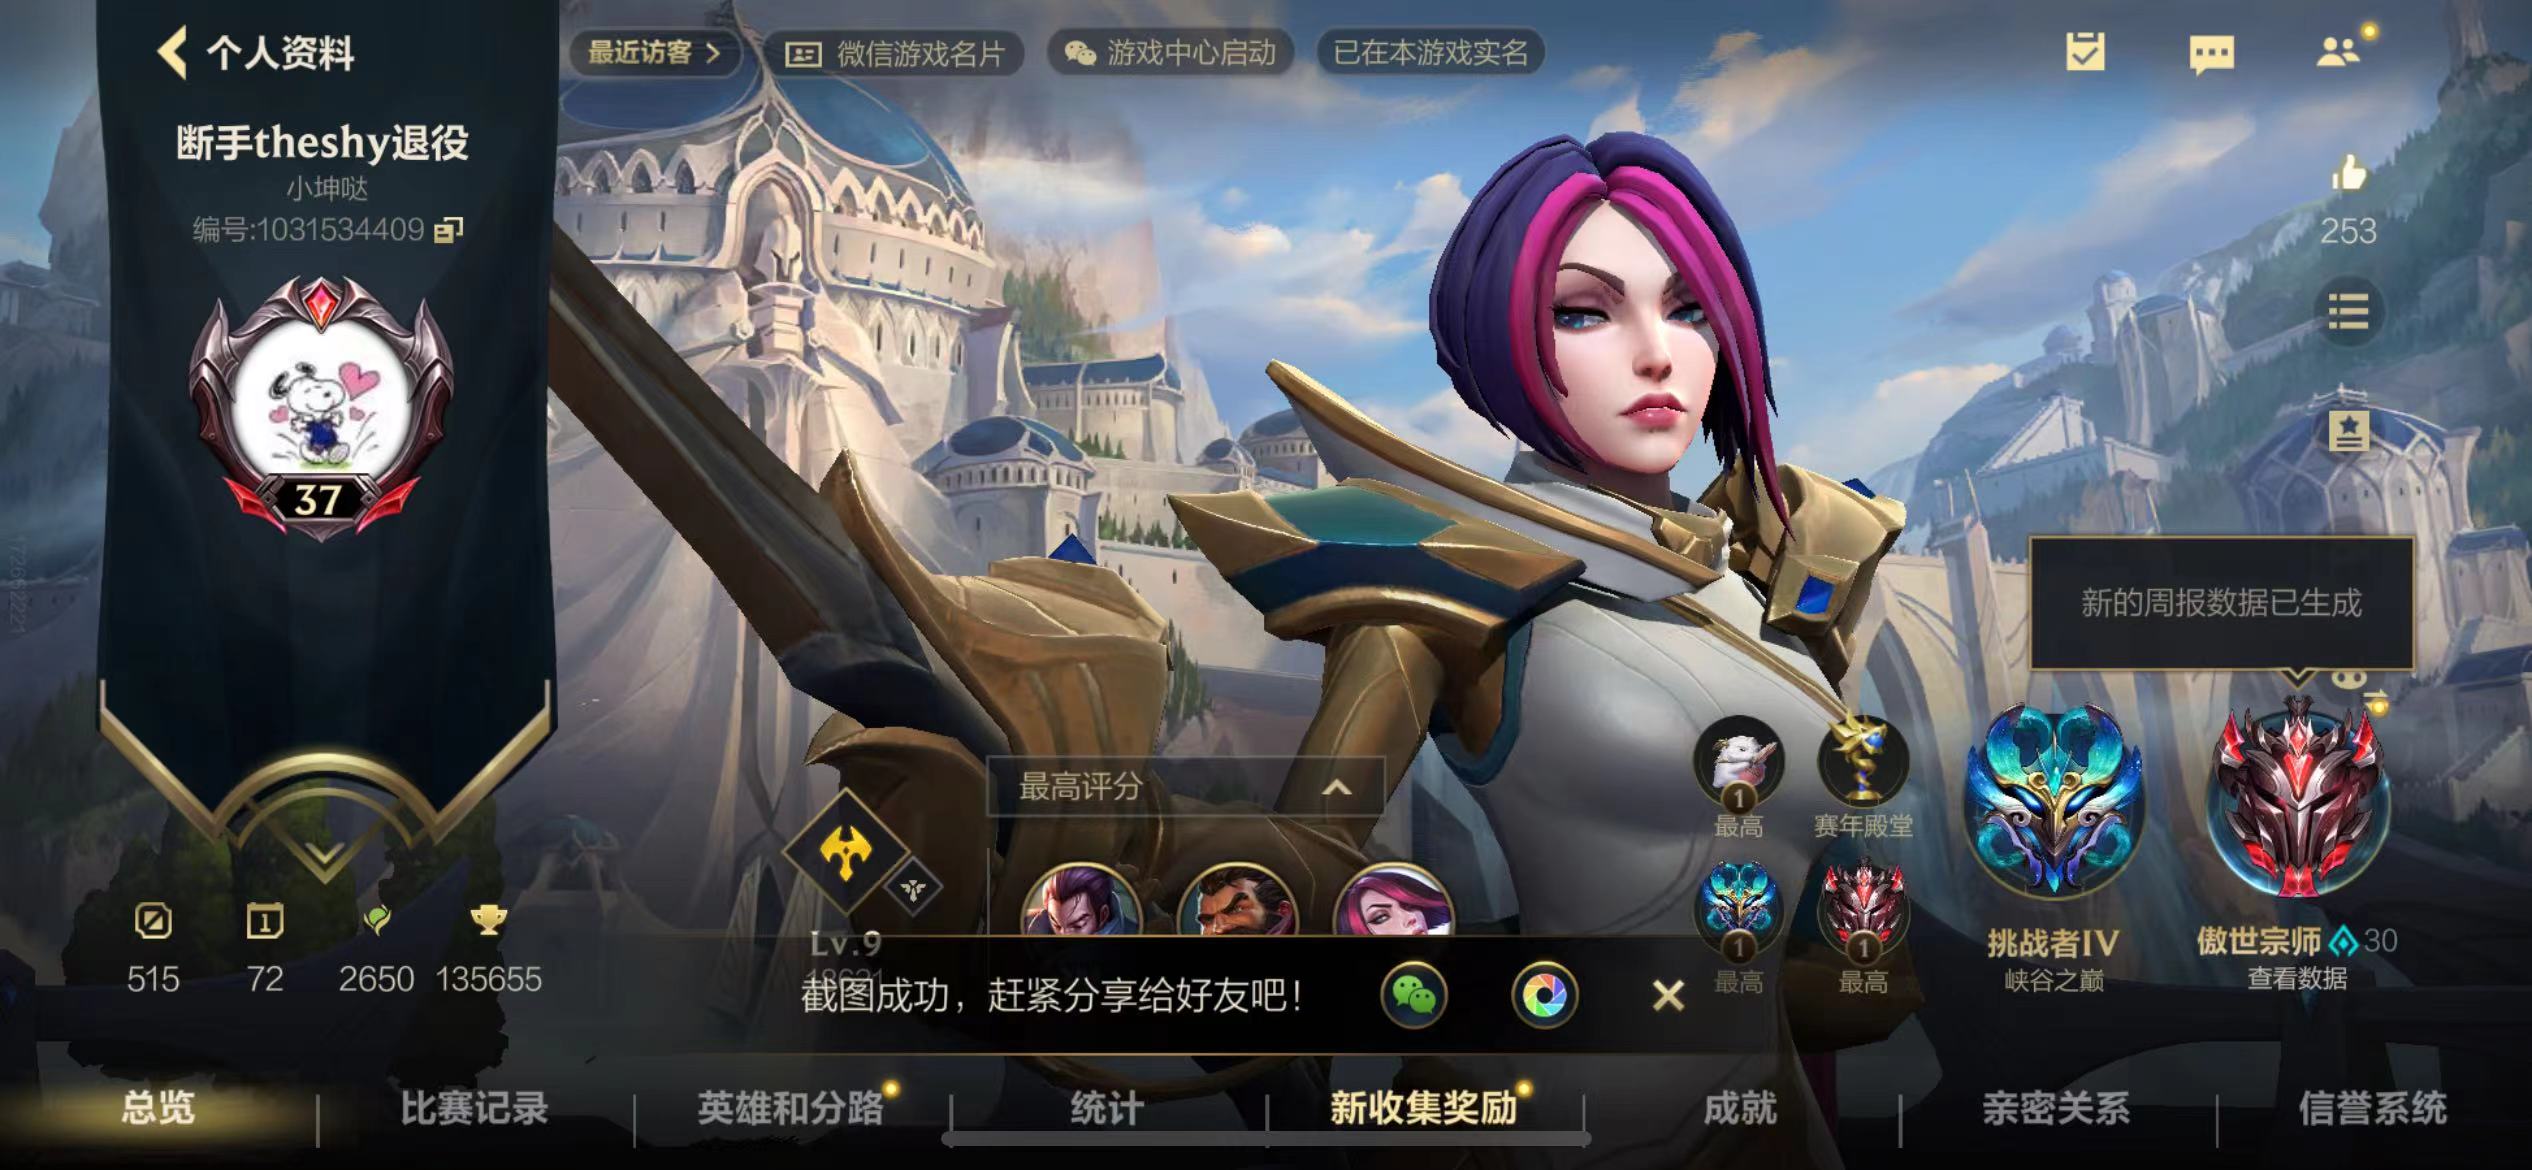 个人资料
最近访客
微信游戏名片
游戏中心启动
已在本游戏实名
断手theshy退役
小坤哒
编号:1031534409
253
37
新的周报数据已生成
最高评分
1
最高
赛年殿堂
1
最高
1
最高
挑战者IV
峡谷之巅
傲世宗师 30
查看数据
1
515
72
2650
135655
Lv.9
截图成功，赶紧分享给好友吧！
总览
比赛记录
英雄和分路
统计
新收集奖励
成就
亲密关系
信誉系统